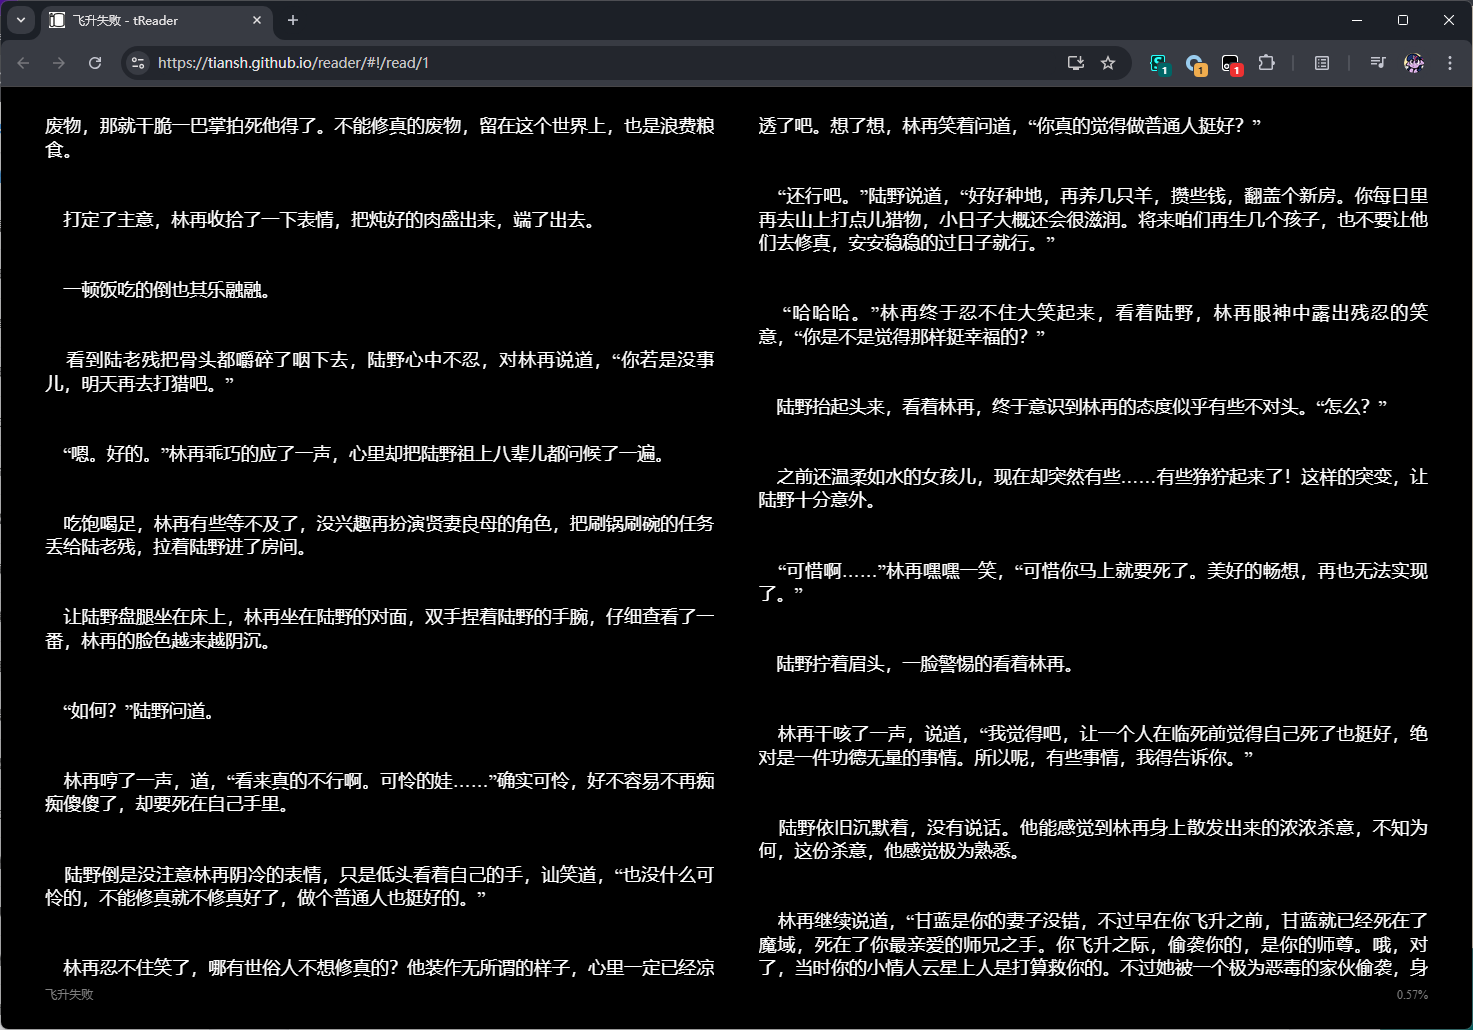 飞升失败 - tReader
https://tiansh.github.io/reader/#!/read/1
1
1
1
废物，那就干脆一巴掌拍死他得了。不能修真的废物，留在这个世界上，也是浪费粮
食。
打定了主意，林再收拾了一下表情，把炖好的肉盛出来，端了出去。
一顿饭吃的倒也其乐融融。
看到陆老残把骨头都嚼碎了咽下去，陆野心中不忍，对林再说道，“你若是没事
儿，明天再去打猎吧。”
“嗯。好的。”林再乖巧的应了一声，心里却把陆野祖上八辈儿都问候了一遍。
吃饱喝足，林再有些等不及了，没兴趣再扮演贤妻良母的角色，把刷锅刷碗的任务
丢给陆老残，拉着陆野进了房间。
让陆野盘腿坐在床上，林再坐在陆野的对面，双手捏着陆野的手腕，仔细查看了一
番，林再的脸色越来越阴沉。
“如何？”陆野问道。
林再哼了一声，道，“看来真的不行啊。可怜的娃……”确实可怜，好不容易不再痴
痴傻傻了，却要死在自己手里。
陆野倒是没注意林再阴冷的表情，只是低头看着自己的手，讪笑道，“也没什么可
怜的，不能修真就不修真好了，做个普通人也挺好的。”
林再忍不住笑了，哪有世俗人不想修真的？他装作无所谓的样子，心里一定已经凉
透了吧。想了想，林再笑着问道，“你真的觉得做普通人挺好？”
“还行吧。”陆野说道，“好好种地，再养几只羊，攒些钱，翻盖个新房。你每日里
再去山上打点儿猎物，小日子大概还会很滋润。将来咱们再生几个孩子，也不要让他
们去修真，安安稳稳的过日子就行。”
“哈哈哈。”林再终于忍不住大笑起来，看着陆野，林再眼神中露出残忍的笑
意，“你是不是觉得那样挺幸福的？”
陆野抬起头来，看着林再，终于意识到林再的态度似乎有些不对头。“怎么？”
之前还温柔如水的女孩儿，现在却突然有些……有些狰狞起来了！这样的突变，让
陆野十分意外。
“可惜啊……”林再嘿嘿一笑，“可惜你马上就要死了。美好的畅想，再也无法实现
了。”
陆野拧着眉头，一脸警惕的看着林再。
林再干咳了一声，说道，“我觉得吧，让一个人在临死前觉得自己死了也挺好，绝
对是一件功德无量的事情。所以呢，有些事情，我得告诉你。”
陆野依旧沉默着，没有说话。他能感觉到林再身上散发出来的浓浓杀意，不知为
何，这份杀意，他感觉极为熟悉。
林再继续说道，“甘蓝是你的妻子没错，不过早在你飞升之前，甘蓝就已经死在了
魔域，死在了你最亲爱的师兄之手。你飞升之际，偷袭你的，是你的师尊。哦，对
了，当时你的小情人云星上人是打算救你的。不过她被一个极为恶毒的家伙偷袭，身
飞升失败
0.57%